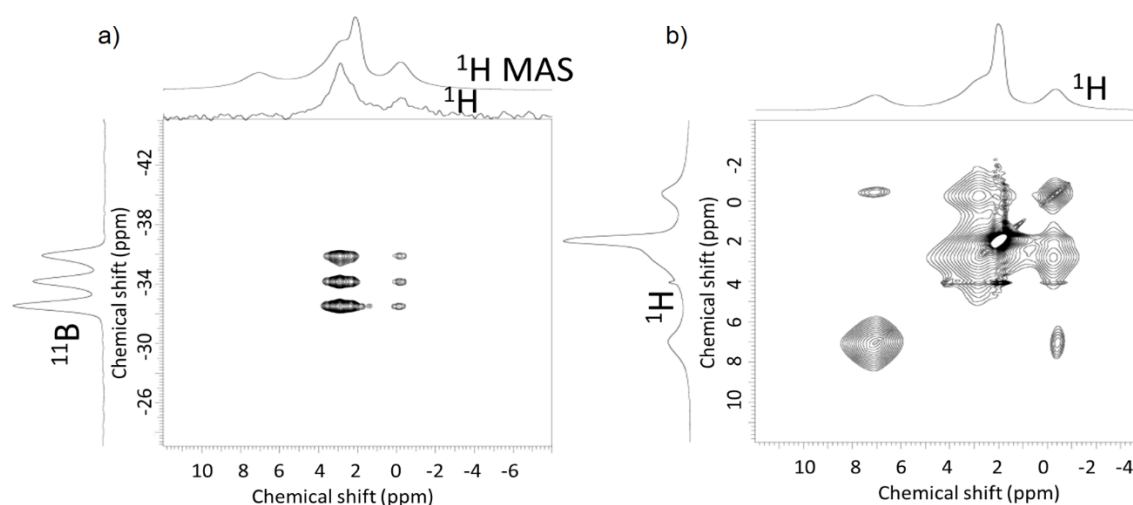 a)
¹H MAS
¹H
-42
-38
-34
-30
-26
Chemical shift (ppm)
¹¹B
10 8 6 4 2 0 -2 -4 -6
Chemical shift (ppm)
b)
¹H
-2
0
2
4
6
8
10
Chemical shift (ppm)
¹H
10 8 6 4 2 0 -2 -4
Chemical shift (ppm)